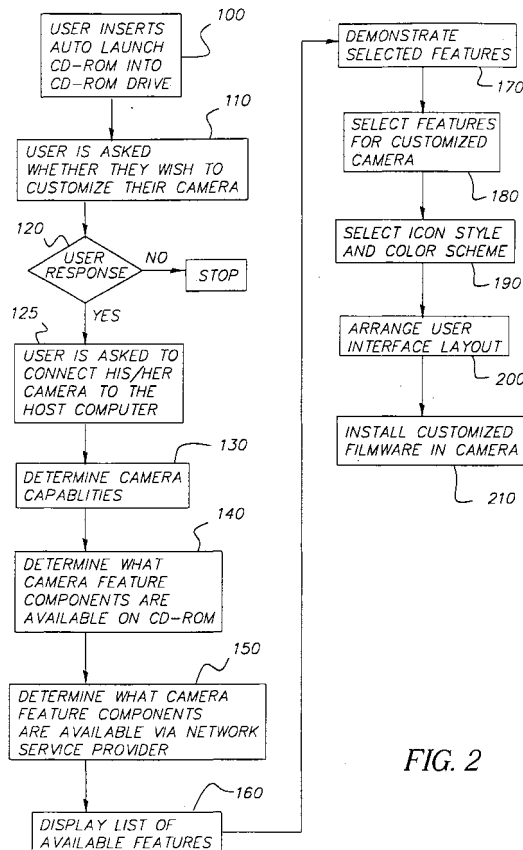 100
USER INSERTS
AUTO LAUNCH
CD-ROM INTO
CD-ROM DRIVE
110
USER IS ASKED
WHETHER THEY WISH TO
CUSTOMIZE THEIR CAMERA
120
USER
RESPONSE
NO
STOP
YES
125
USER IS ASKED TO
CONNECT HIS/HER
CAMERA TO THE
HOST COMPUTER
130
DETERMINE CAMERA
CAPABLITIES
140
DETERMINE WHAT
CAMERA FEATURE
COMPONENTS ARE
AVAILABLE ON CD-ROM
150
DETERMINE WHAT CAMERA
FEATURE COMPONENTS
ARE AVAILABLE VIA NETWORK
SERVICE PROVIDER
160
DISPLAY LIST OF
AVAILABLE FEATURES
DEMONSTRATE
SELECTED FEATURES
170
SELECT FEATURES
FOR CUSTOMIZED
CAMERA
180
SELECT ICON STYLE
AND COLOR SCHEME
190
ARRANGE USER
INTERFACE LAYOUT
200
INSTALL CUSTOMIZED
FILMWARE IN CAMERA
210
FIG. 2